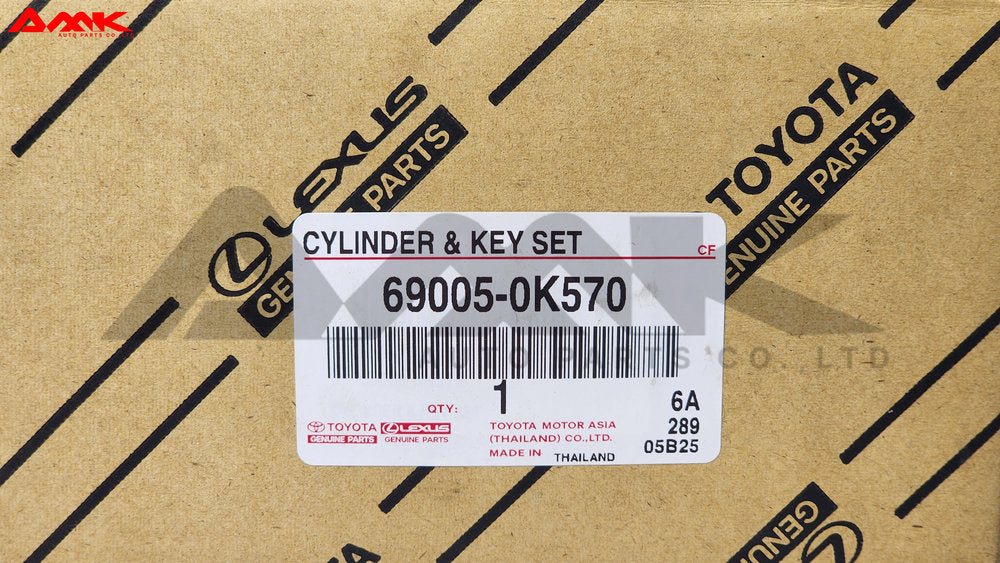 AMK
AUTO PARTS CO.,LTD
LEXUS
GENUINE PARTS
TOYOTA
GENUINE PARTS
CYLINDER & KEY SET
CF
69005-0K570
AMK
AUTO PARTS CO.,LTD
QTY: 1
6A
289
05B25
TOYOTA LEXUS
GENUINE PARTS GENUINE PARTS
TOYOTA MOTOR ASIA
(THAILAND) CO.,LTD.
MADE IN THAILAND
GENUINE